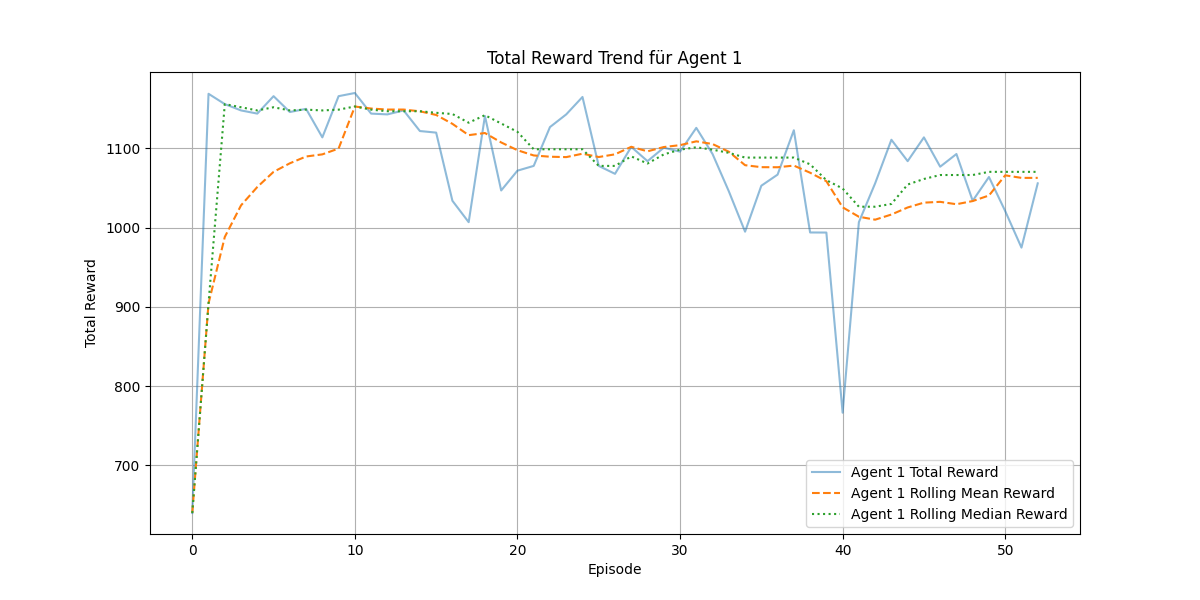 Total Reward Trend für Agent 1
Total Reward
1100
1000
900
800
700
0 10 20 30 40 50
Episode
Agent 1 Total Reward
Agent 1 Rolling Mean Reward
Agent 1 Rolling Median Reward